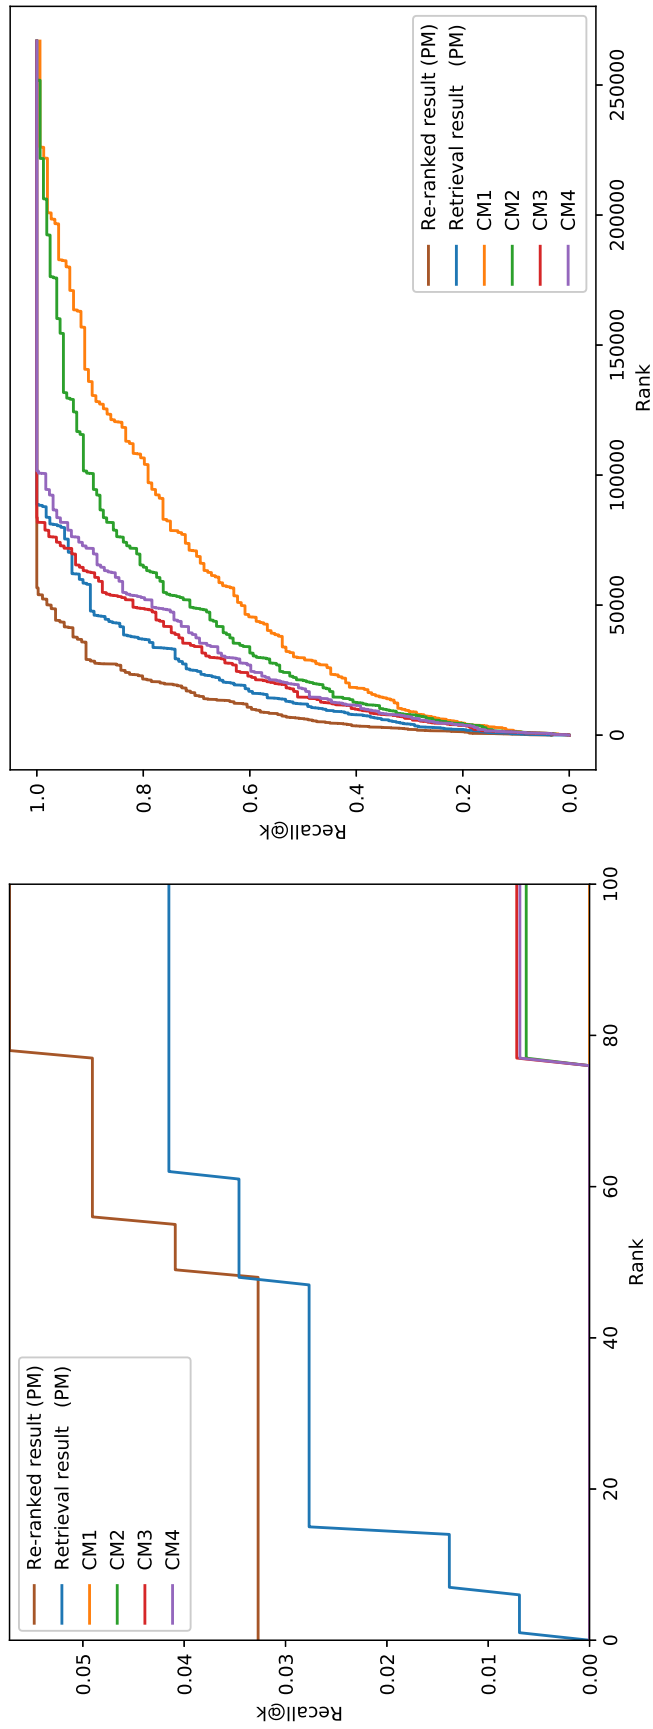 1.0
0.8
0.6
0.4
0.2
0.0
Recall@k
0
50000
100000
150000
200000
250000
Rank
Re-ranked result (PM)
Retrieval result (PM)
CM1
CM2
CM3
CM4
0.05
0.04
0.03
0.02
0.01
0.00
Recall@k
0
20
40
60
80
100
Rank
Re-ranked result (PM)
Retrieval result (PM)
CM1
CM2
CM3
CM4